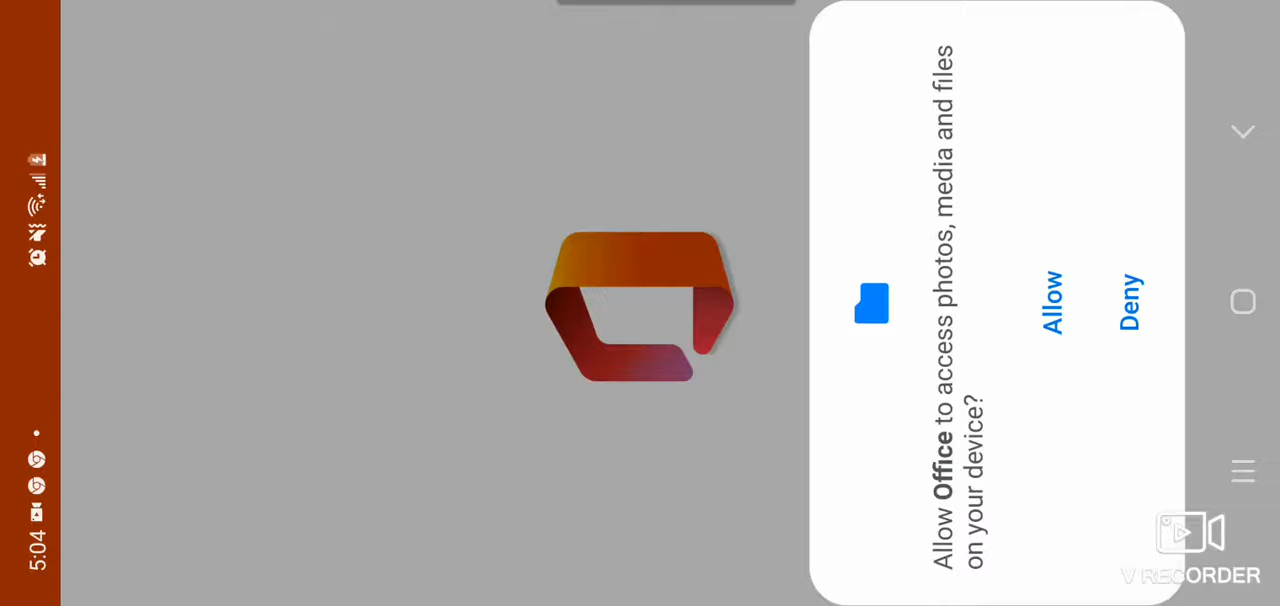 5:04
Allow Office to access photos, media and files
on your device?
Allow
Deny
V RECORDER